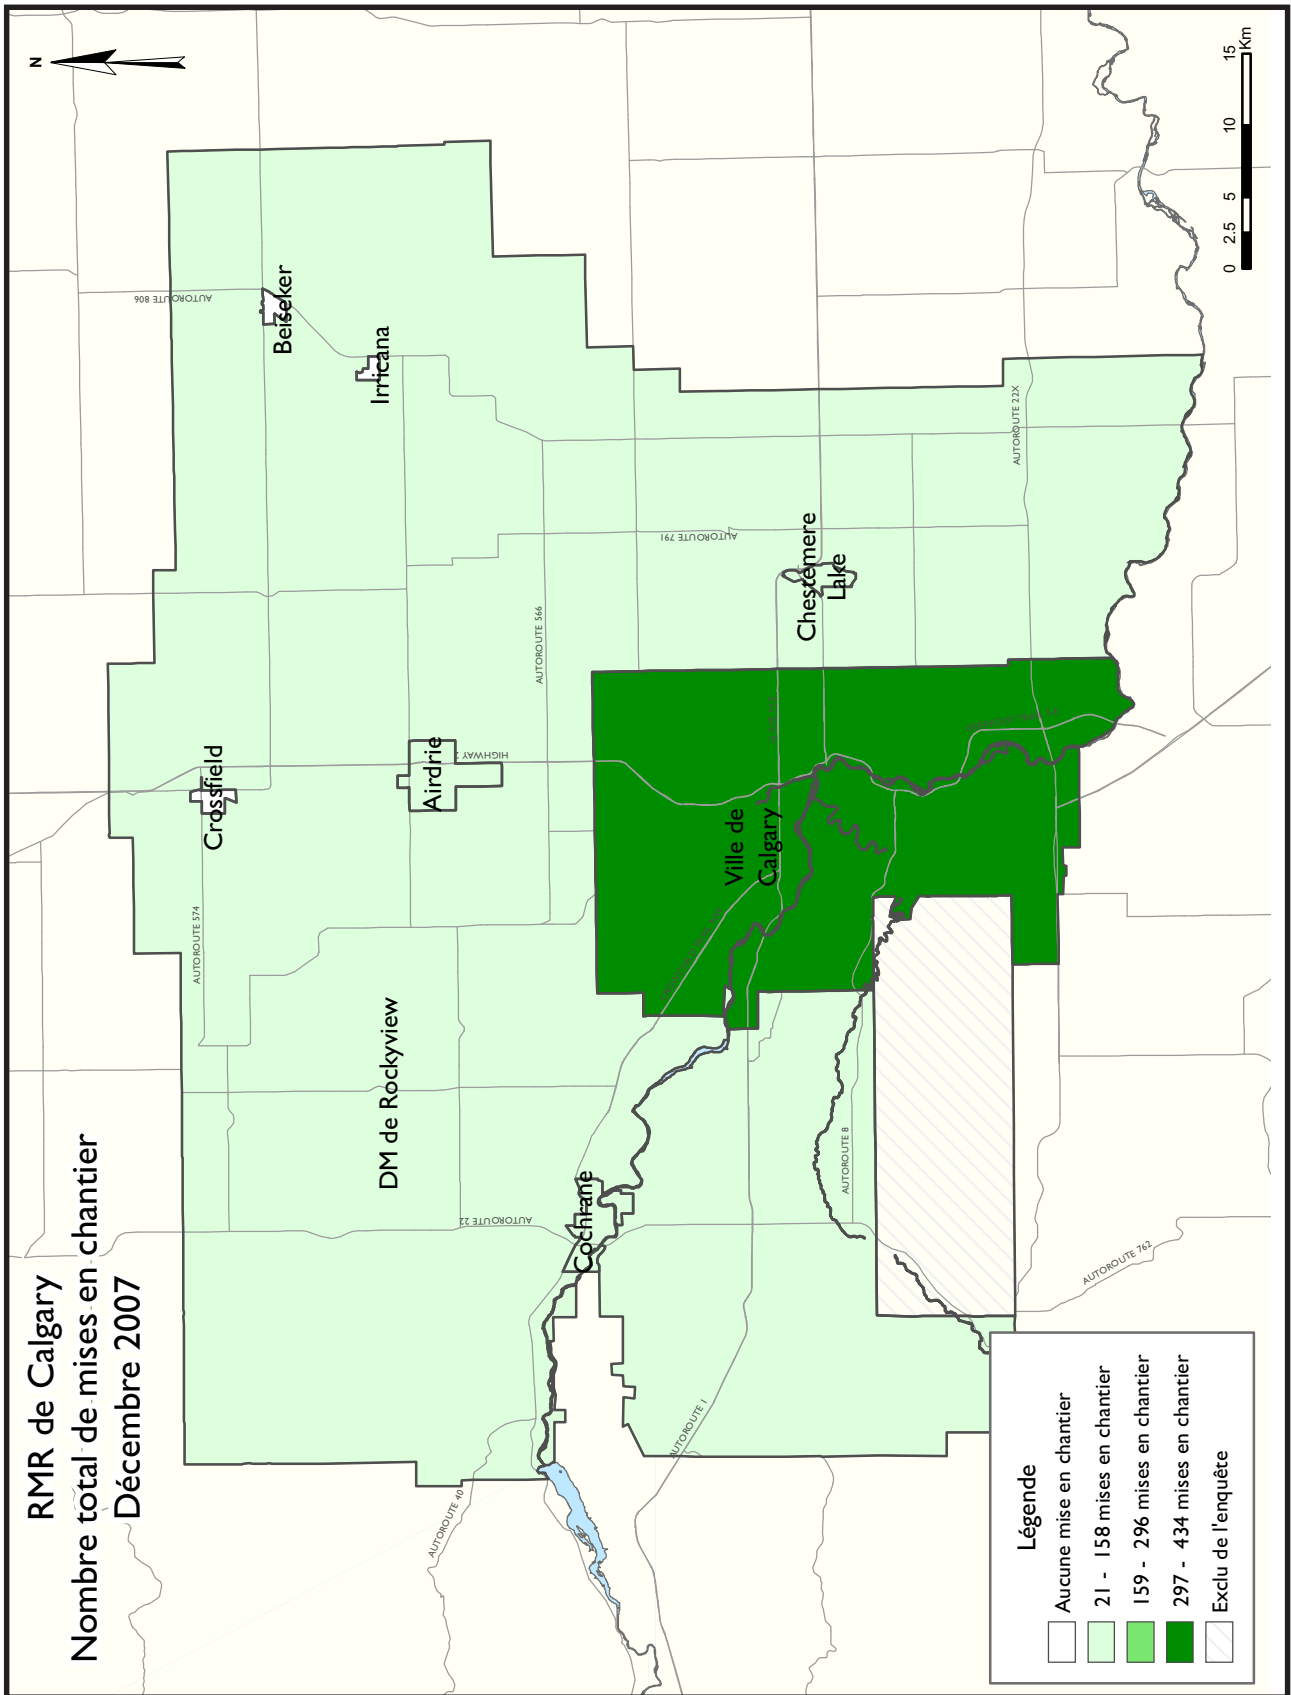 RMR de Calgary
Nombre total de mises en chantier
Décembre 2007
N
Crossfield
Beiseker
Irricana
Airdrie
DM de Rockyview
Cochrane
Ville de
Calgary
Chestemere
Lake
AUTOROUTE 806
AUTOROUTE 574
AUTOROUTE 566
HIGHWAY 2
AUTOROUTE 791
AUTOROUTE 22X
AUTOROUTE 22
AUTOROUTE 8
AUTOROUTE 40
AUTOROUTE 1
AUTOROUTE 762
Légende
Aucune mise en chantier
21 - 158 mises en chantier
159 - 296 mises en chantier
297 - 434 mises en chantier
Exclu de l'enquête
0 2.5 5 10 15
Km